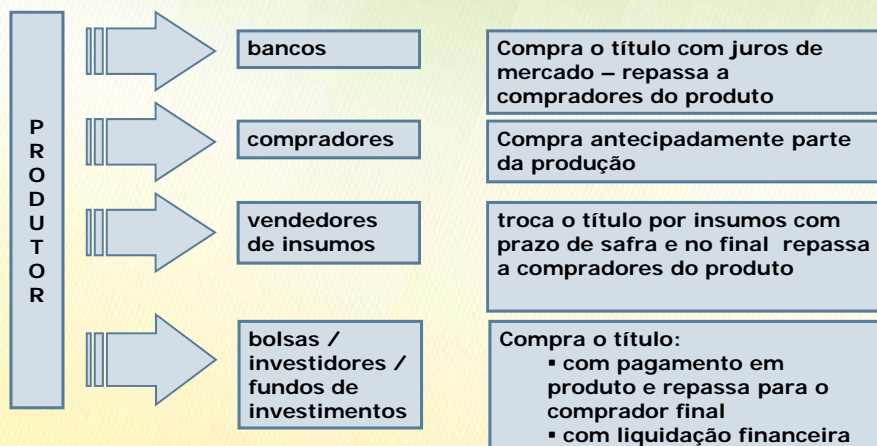 PRODUTOR
bancos
Compra o título com juros de
mercado – repassa a
compradores do produto
compradores
Compra antecipadamente parte
da produção
vendedores
de insumos
troca o título por insumos com
prazo de safra e no final repassa
a compradores do produto
bolsas /
investidores /
fundos de
investimentos
Compra o título:
▪ com pagamento em
produto e repassa para o
comprador final
▪ com liquidação financeira